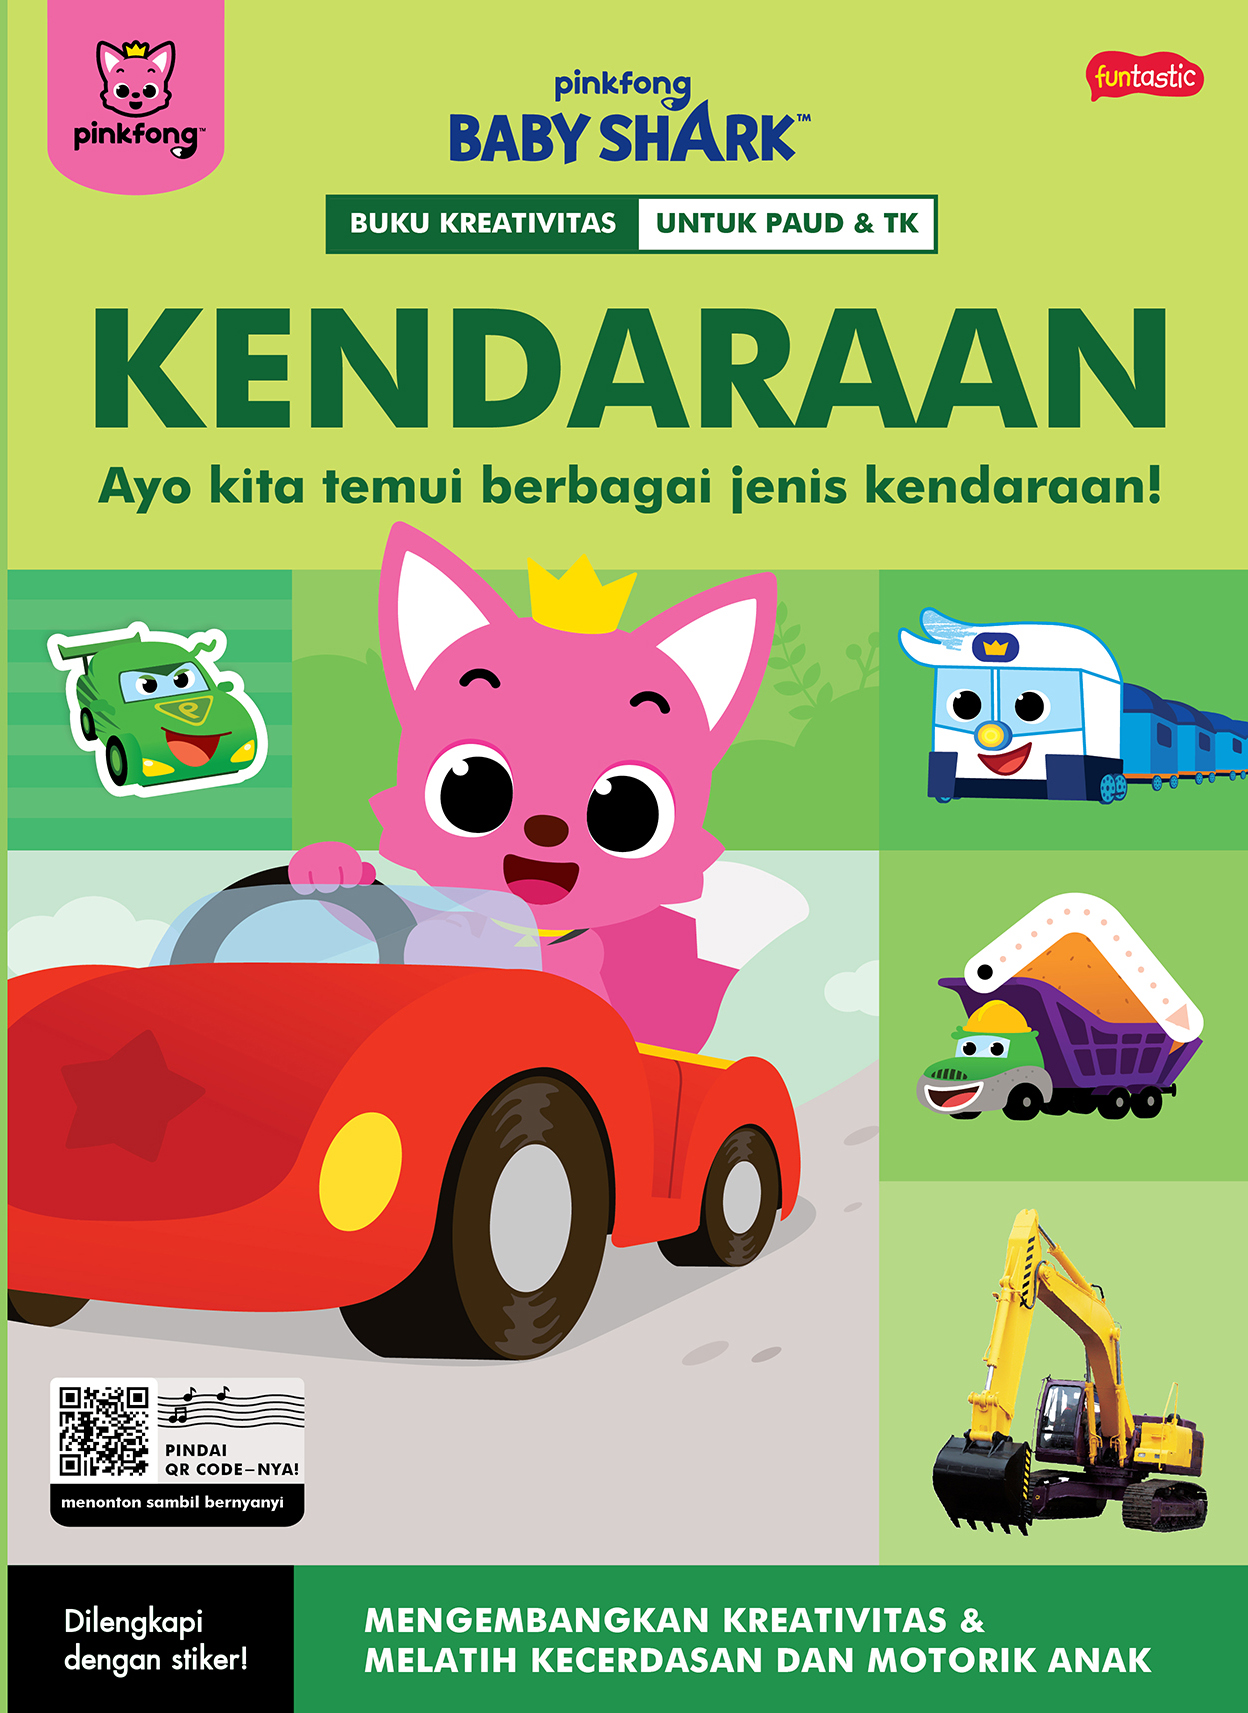 pinkfong™
funtastic
pinkfong
BABY SHARK™
BUKU KREATIVITAS UNTUK PAUD & TK
KENDARAAN
Ayo kita temui berbagai jenis kendaraan!
PINDAI
QR CODE–NYA!
menonton sambil bernyanyi
Dilengkapi
dengan stiker!
MENGEMBANGKAN KREATIVITAS &
MELATIH KECERDASAN DAN MOTORIK ANAK